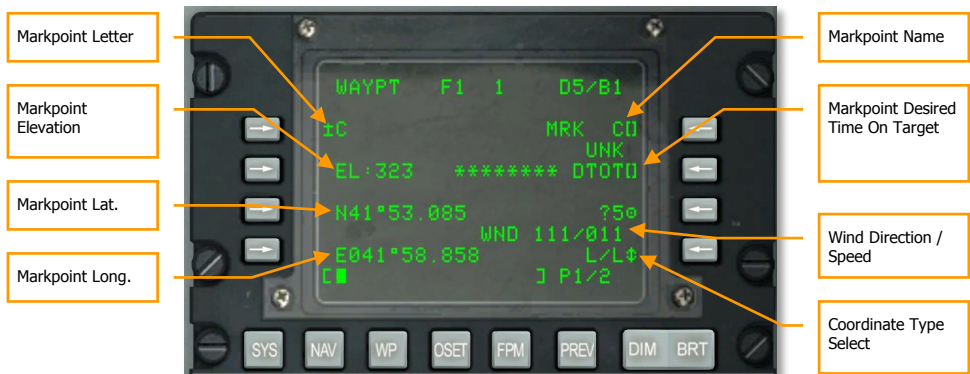 Markpoint Letter
Markpoint
Elevation
Markpoint Lat.
Markpoint Long.
WAYPT F1 1 D5/B1
±C MRK C[]
UNK
EL:323 ******** DTOT[]
N41°53.085 ?5⊙
WND 111/011
E041°58.858 L/L↕
[█ ] P1/2
SYS NAV WP OSET FPM PREV DIM BRT
Markpoint Name
Markpoint Desired
Time On Target
Wind Direction /
Speed
Coordinate Type
Select